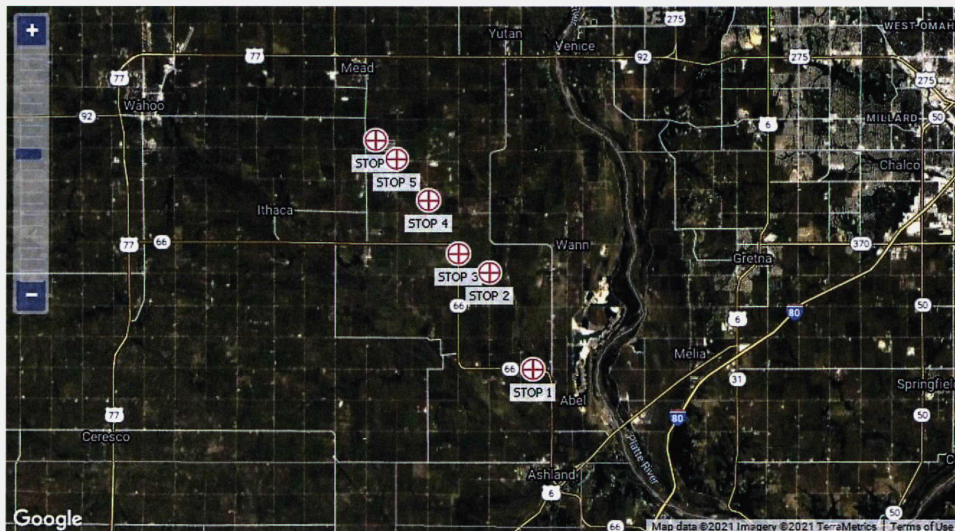 275
WEST OMAH
Yutan
Venice
77
92
275
275
Mead
77
Wahoo
92
6
50
MILLARD
STOP
STOP 5
Chalco
Ithaca
STOP 4
77
66
Wann
370
Gretna
STOP 3
STOP 2
66
80
6
50
Melia
66
STOP 1
31
Springfield
Abel
77
80
50
Ceresco
Platte River
Ashland
6
Google
66
Map data ©2021 Imagery ©2021 TerraMetrics
Terms of Use